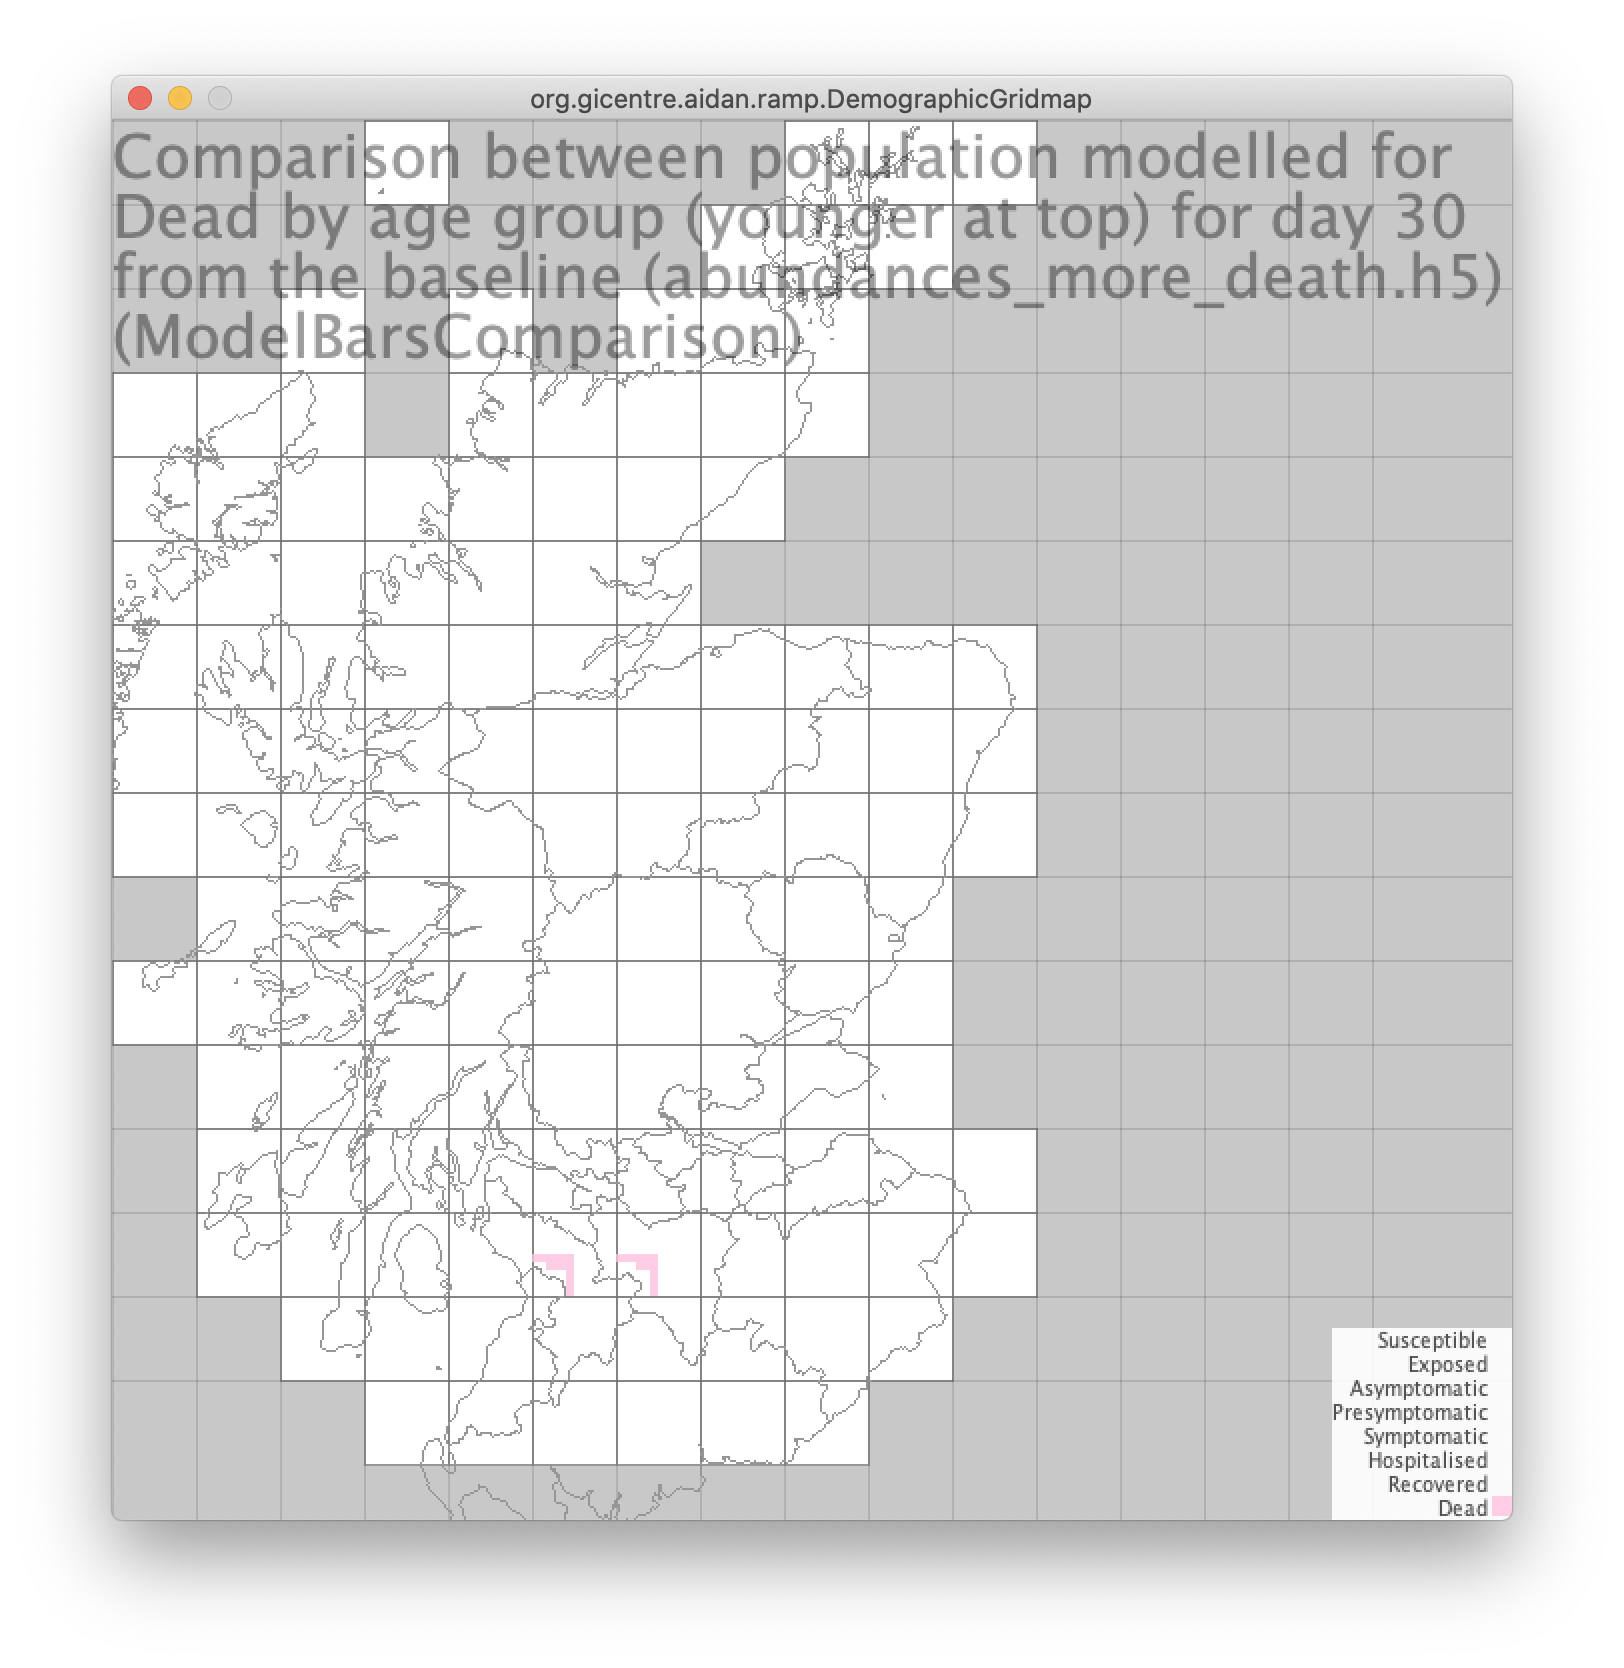 org.gicentre.aidan.ramp.DemographicGridmap
Comparison between population modelled for
Dead by age group (younger at top) for day 30
from the baseline (abundances_more_death.h5)
(ModelBarsComparison)
Susceptible
Exposed
Asymptomatic
Presymptomatic
Symptomatic
Hospitalised
Recovered
Dead